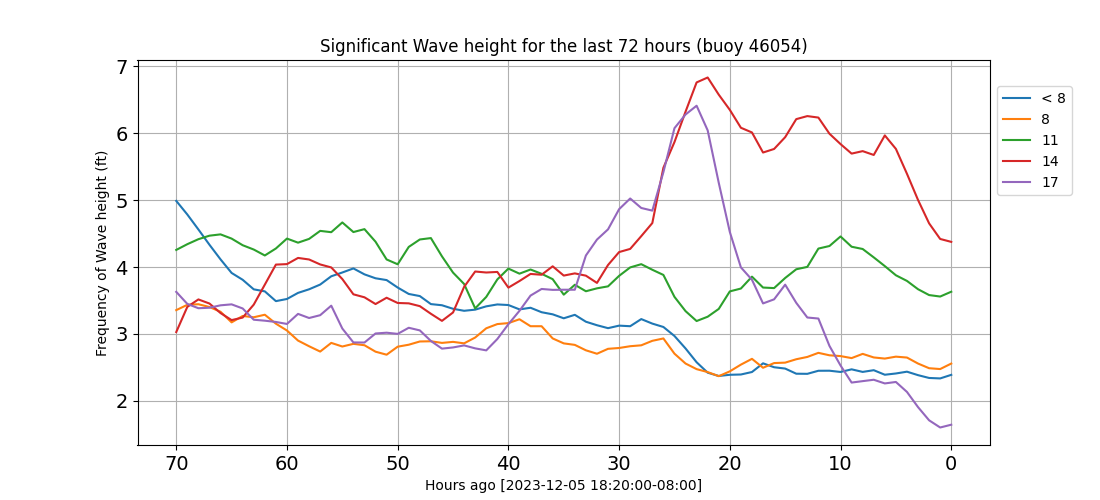 Significant Wave height for the last 72 hours (buoy 46054)
Frequency of Wave height (ft)
7
6
5
4
3
2
70 60 50 40 30 20 10 0
Hours ago [2023-12-05 18:20:00-08:00]
< 8
8
11
14
17